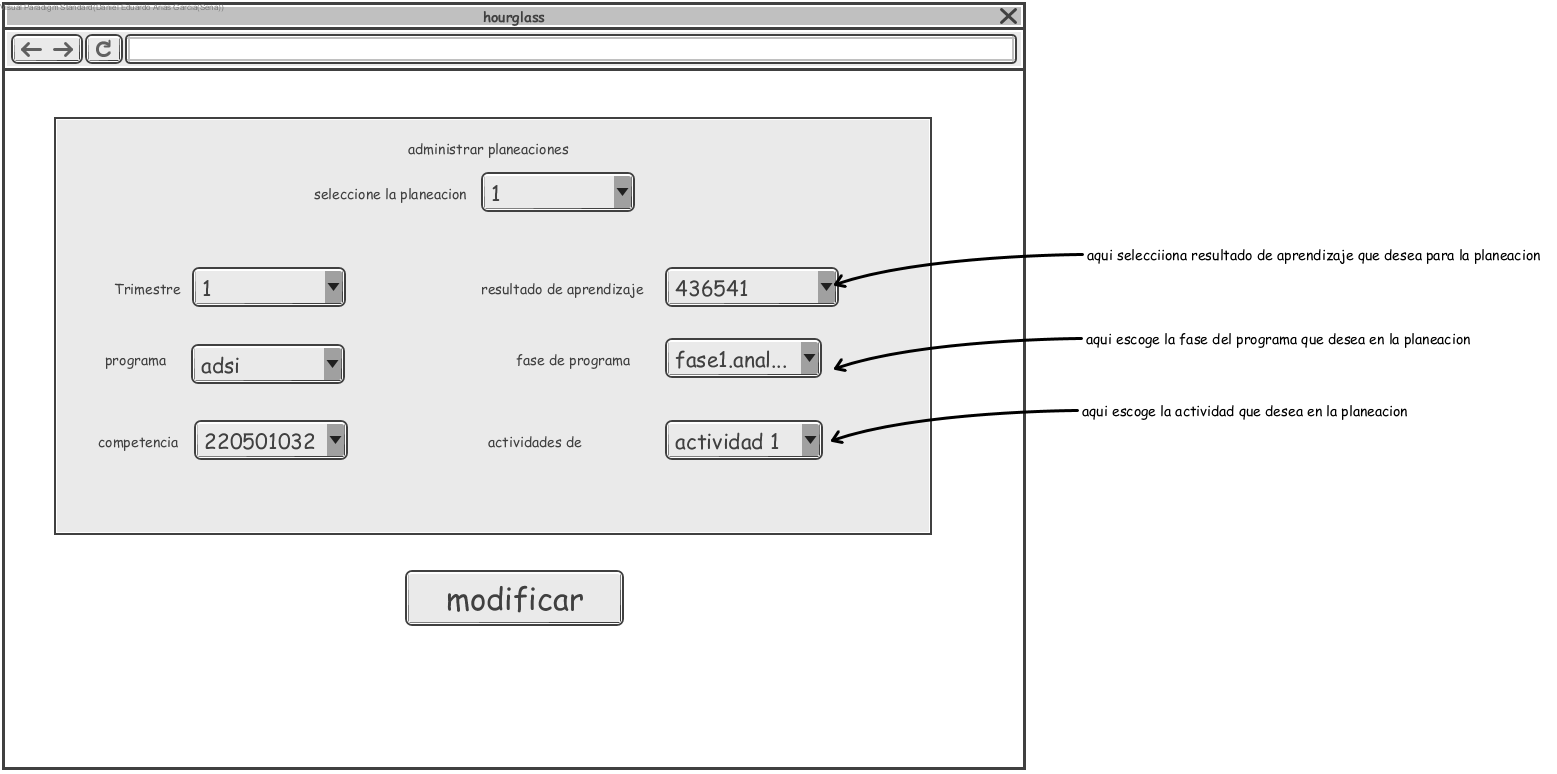 Visual Paradigm Standard(Daniel Eduardo Arias Garcia(Sena))
hourglass
administrar planeaciones
seleccione la planeacion 1
Trimestre 1
resultado de aprendizaje 436541
aqui selecciiona resultado de aprendizaje que desea para la planeacion
programa adsi
fase de programa fase1.anal...
aqui escoge la fase del programa que desea en la planeacion
competencia 220501032
actividades de actividad 1
aqui escoge la actividad que desea en la planeacion
modificar